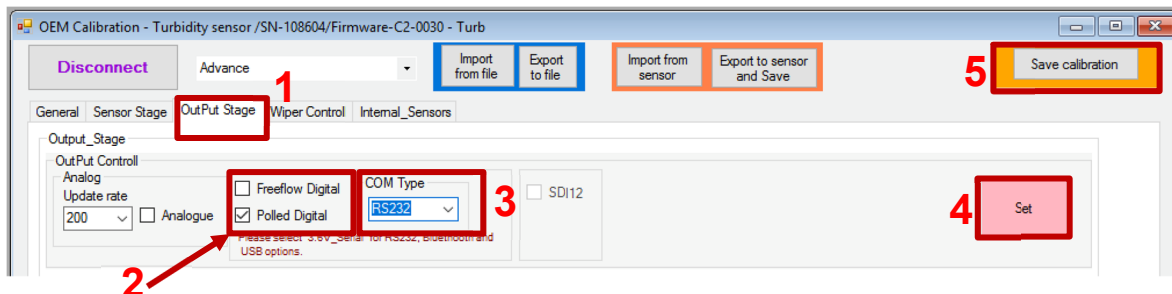 OEM Calibration - Turbidity sensor /SN-108604/Firmware-C2-0030 - Turb
Disconnect
Advance
Import
from file
Export
to file
Import from
sensor
Export to sensor
and Save
5
Save calibration
1
General Sensor Stage OutPut Stage Wiper Control Internal_Sensors
Output_Stage
OutPut Controll
Analog
Update rate
200
Analogue
Freeflow Digital
Polled Digital
COM Type
RS232
3
SDI12
4
Set
Please select "3.6V_Serial" for RS232, Bluethooth and
USB options.
2